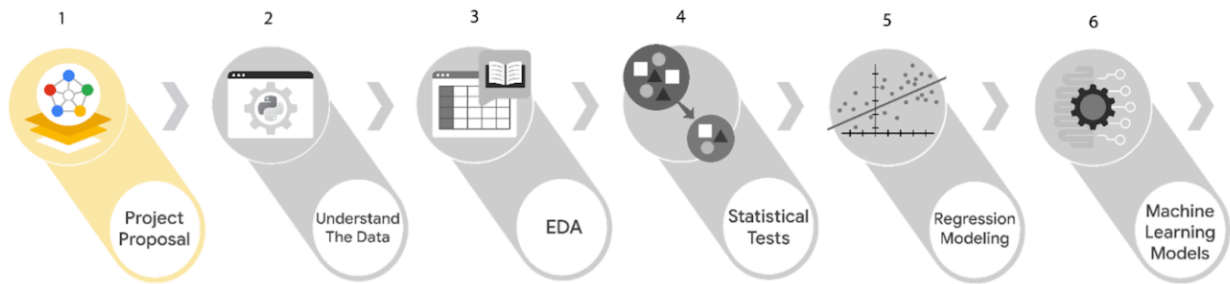 1
2
3
4
5
6
Project
Proposal
Understand
The Data
EDA
Statistical
Tests
Regression
Modeling
Machine
Learning
Models